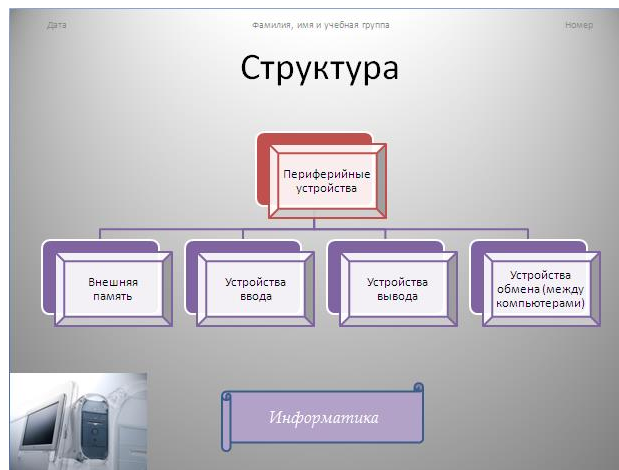 Дата Фамилия, имя и учебная группа Номер
Структура
Периферийные
устройства
Внешняя
память
Устройства
ввода
Устройства
вывода
Устройства
обмена (между
компьютерами)
Информатика